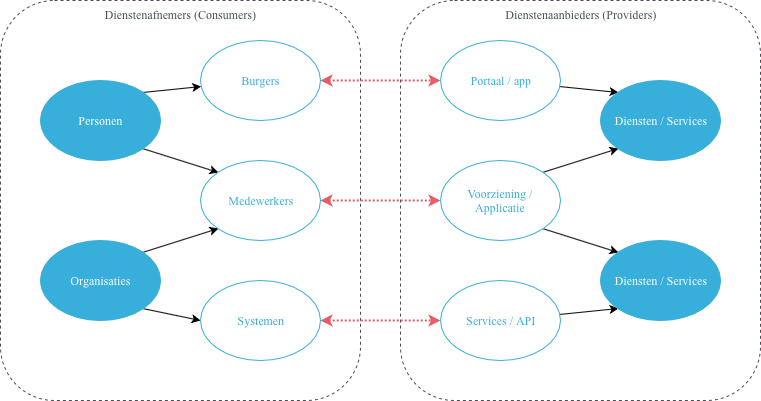 Dienstenafnemers (Consumers)
Dienstenaanbieders (Providers)
Burgers
Portaal / app
Personen
Diensten / Services
Medewerkers
Voorziening /
Applicatie
Organisaties
Diensten / Services
Systemen
Services / API